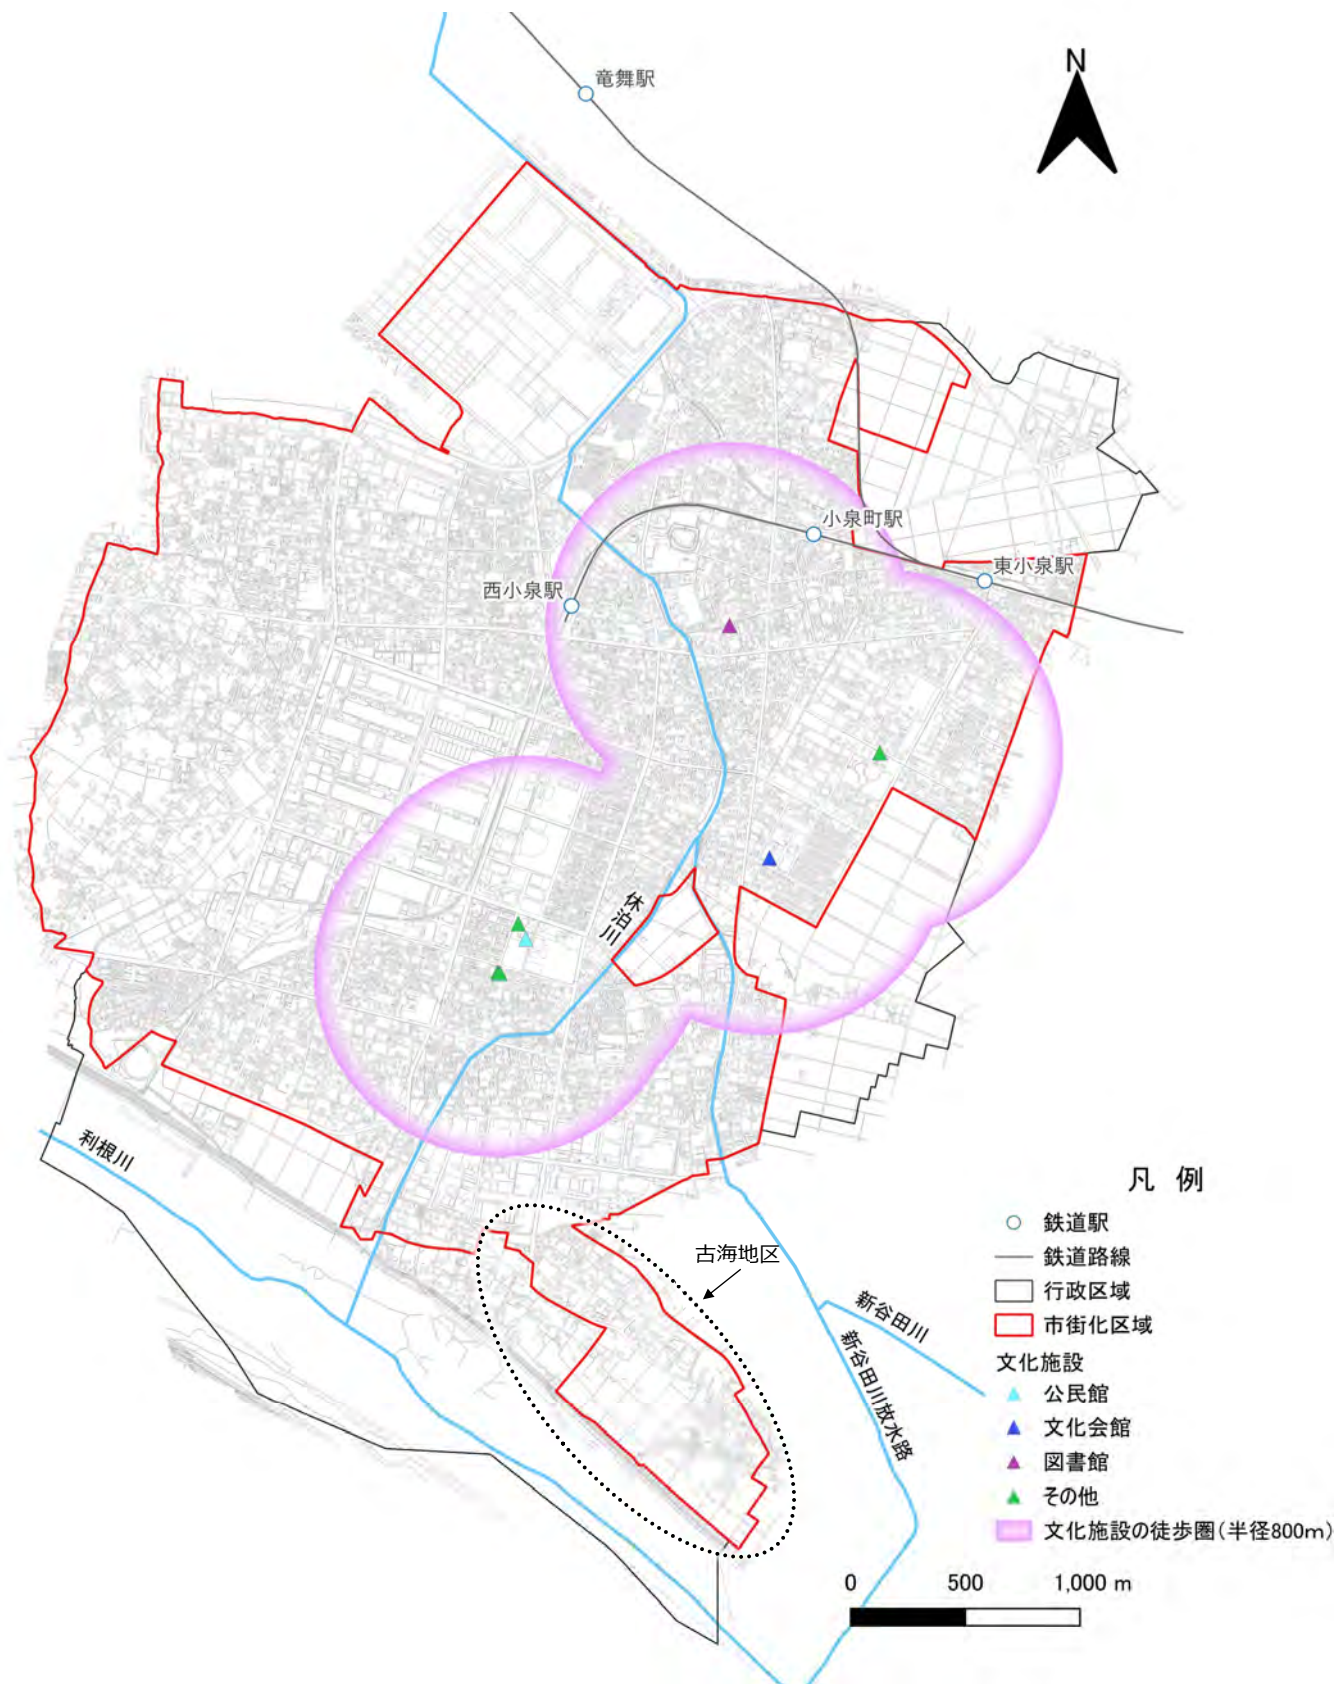 N
竜舞駅
小泉町駅
東小泉駅
西小泉駅
休泊川
利根川
古海地区
新谷田川
新谷田川放水路
凡 例
鉄道駅
鉄道路線
行政区域
市街化区域
文化施設
公民館
文化会館
図書館
その他
文化施設の徒歩圏(半径800m)
0 500 1,000 m